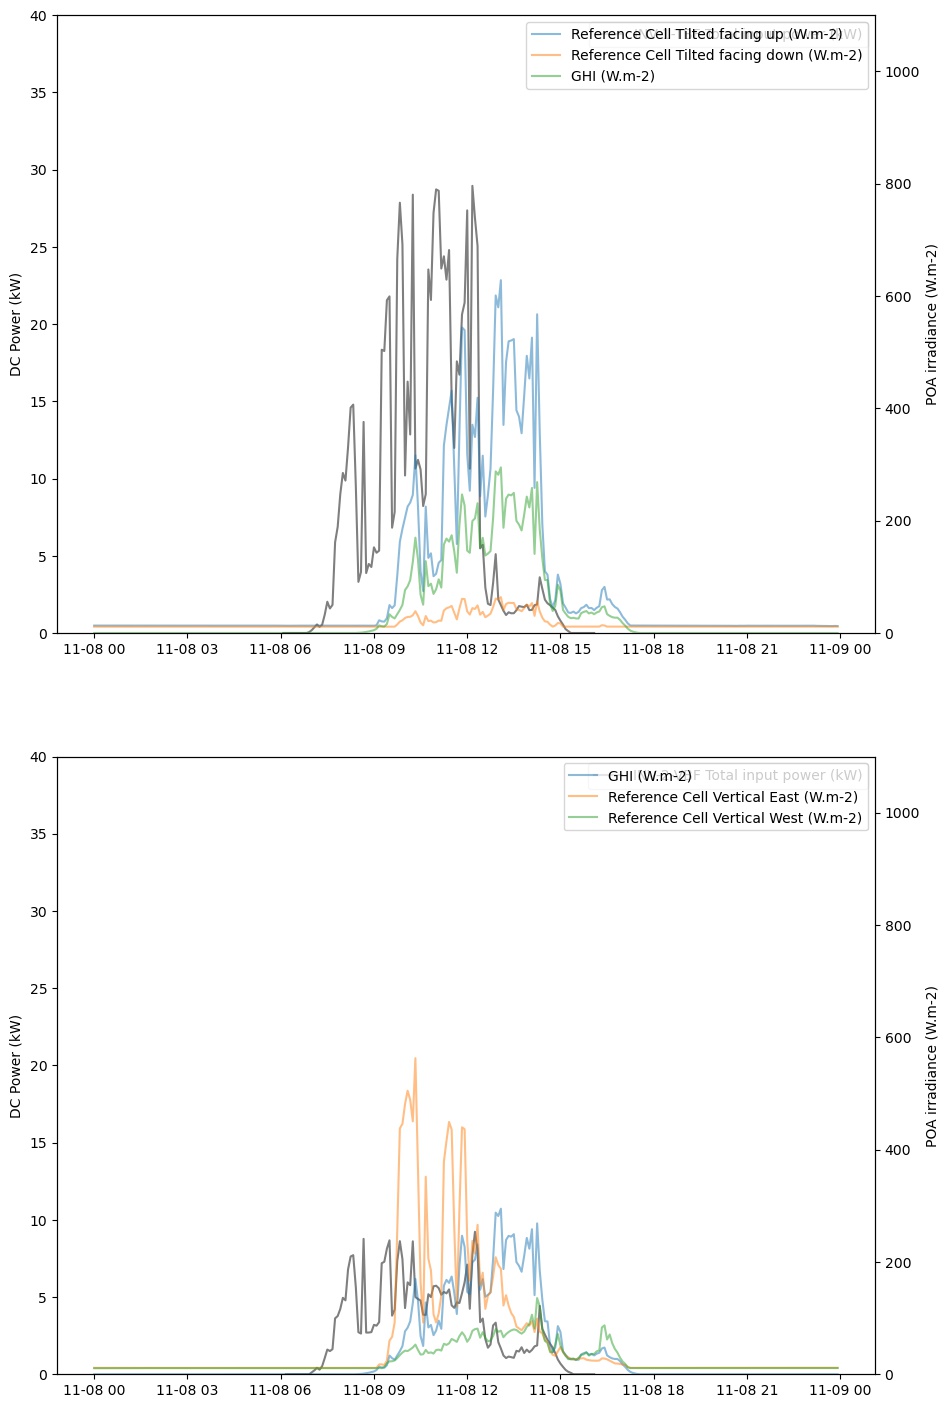 40
35
30
25
20
15
10
5
0
DC Power (kW)
Reference Cell Tilted facing up (W.m-2)
Reference Cell Tilted facing down (W.m-2)
GHI (W.m-2)
1000
800
600
400
200
0
POA irradiance (W.m-2)
11-08 00 11-08 03 11-08 06 11-08 09 11-08 12 11-08 15 11-08 18 11-08 21 11-09 00
40
35
30
25
20
15
10
5
0
DC Power (kW)
Total input power (kW)
GHI (W.m-2)
Reference Cell Vertical East (W.m-2)
Reference Cell Vertical West (W.m-2)
1000
800
600
400
200
0
POA irradiance (W.m-2)
11-08 00 11-08 03 11-08 06 11-08 09 11-08 12 11-08 15 11-08 18 11-08 21 11-09 00